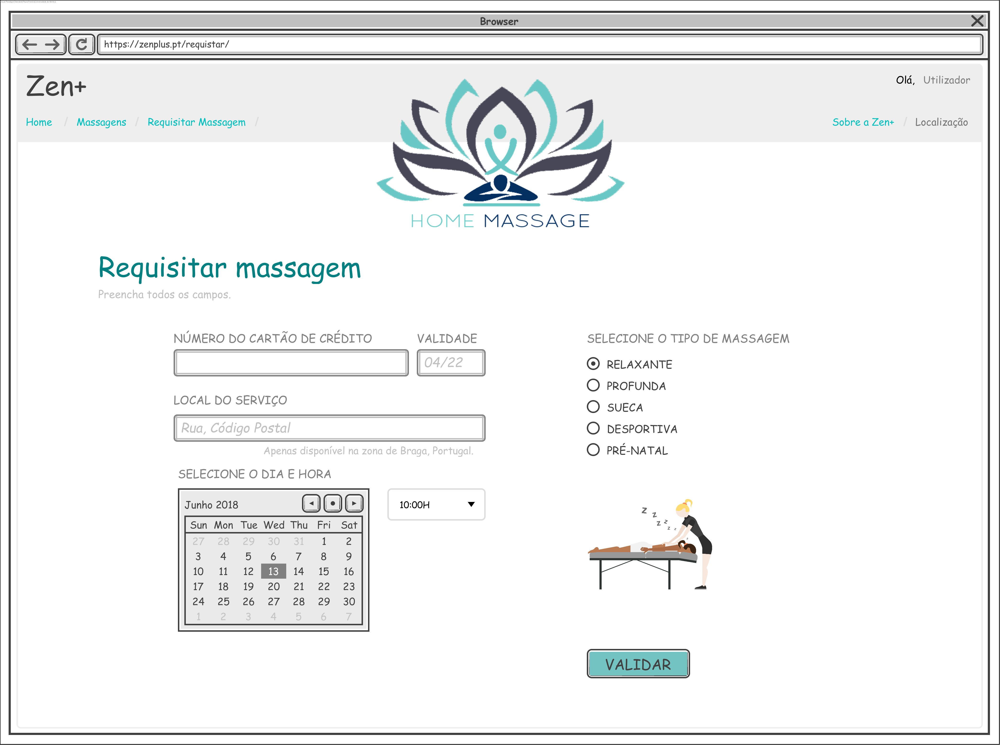 Browser
https://zenplus.pt/requistar/
Zen+
Olá, Utilizador
Home / Massagens / Requisitar Massagem /
Sobre a Zen+ / Localização
HOME MASSAGE
Requisitar massagem
Preencha todos os campos.
NÚMERO DO CARTÃO DE CRÉDITO
VALIDADE
04/22
LOCAL DO SERVIÇO
Rua, Código Postal
Apenas disponível na zona de Braga, Portugal.
SELECIONE O DIA E HORA
Junho 2018
Sun Mon Tue Wed Thu Fri Sat
27 28 29 30 31 1 2
3 4 5 6 7 8 9
10 11 12 13 14 15 16
17 18 19 20 21 22 23
24 25 26 27 28 29 30
1 2 3 4 5 6 7
10:00H
SELECIONE O TIPO DE MASSAGEM
RELAXANTE
PROFUNDA
SUECA
DESPORTIVA
PRÉ-NATAL
z z z z z z z
VALIDAR